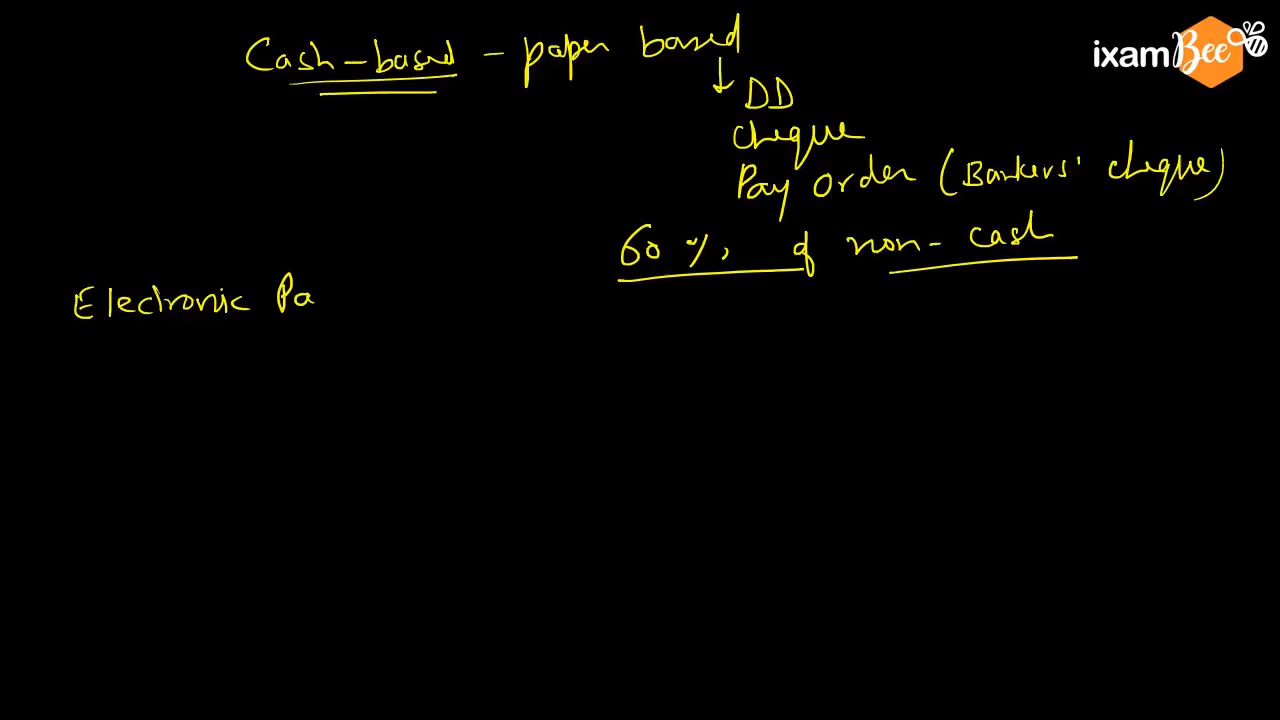 Cash-based - paper based
ixamBee
DD
Cheque
Pay Order (Bankers' cheque)
60%, of non-cash
Electronic Pa